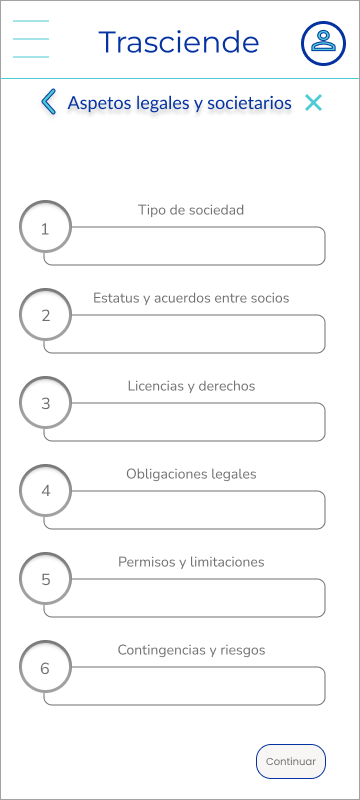 Trasciende
Aspetos legales y societarios
Tipo de sociedad
1
Estatus y acuerdos entre socios
2
Licencias y derechos
3
Obligaciones legales
4
Permisos y limitaciones
5
Contingencias y riesgos
6
Continuar